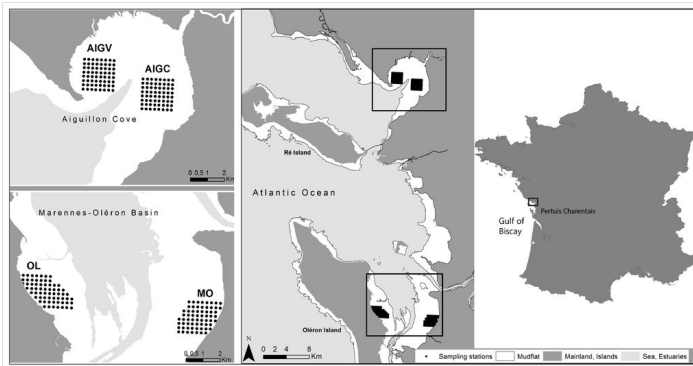 AIGV
AIGC
Aiguillon Cove
0 0,5 1 2
Km
Marennes-Oléron Basin
OL
MO
0 0,5 1 2
Km
Ré Island
Atlantic Ocean
Oléron Island
N
0 2 4 8
Km
Pertuis Charentais
Gulf of
Biscay
Sampling stations Mudflat Mainland, Islands Sea, Estuaries